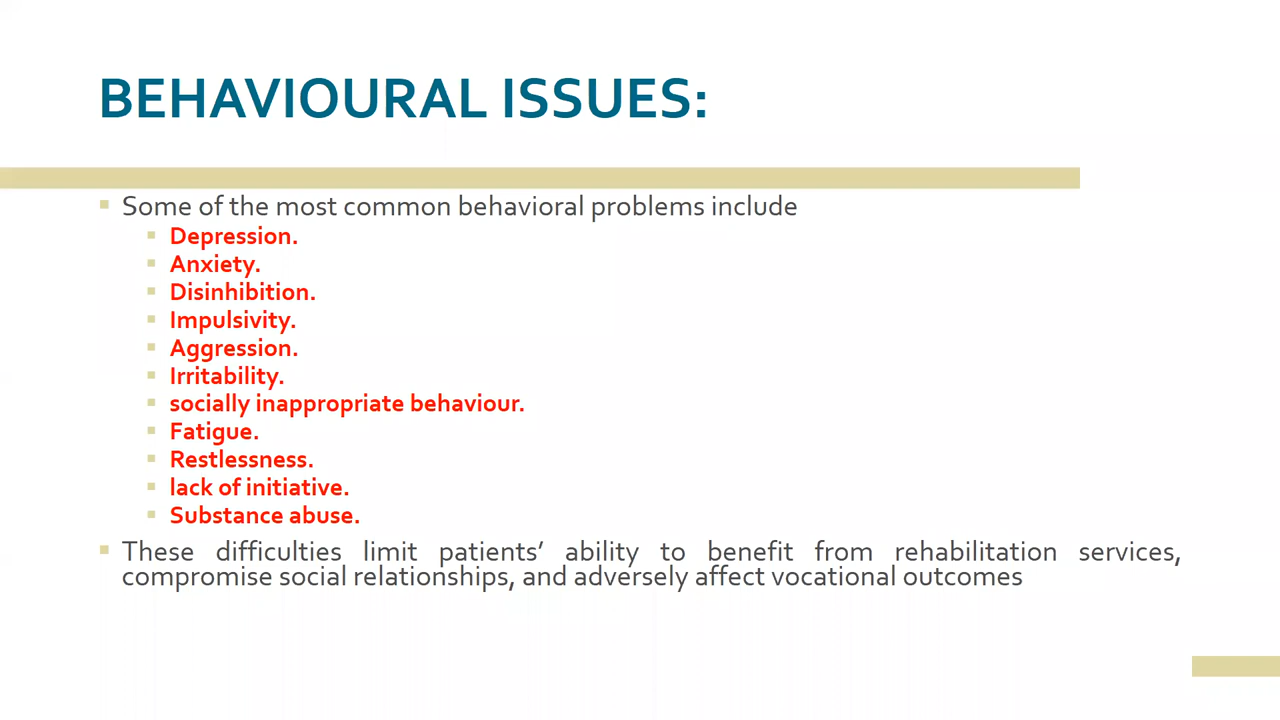 BEHAVIOURAL ISSUES:
Some of the most common behavioral problems include
Depression.
Anxiety.
Disinhibition.
Impulsivity.
Aggression.
Irritability.
socially inappropriate behaviour.
Fatigue.
Restlessness.
lack of initiative.
Substance abuse.
These difficulties limit patients’ ability to benefit from rehabilitation services,
compromise social relationships, and adversely affect vocational outcomes